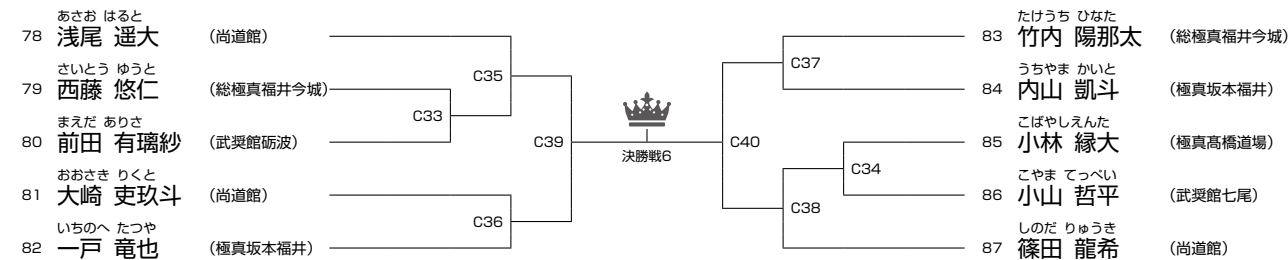 あさお はると
78 浅尾 遥大 (尚道館)
さいとう ゆうと
79 西藤 悠仁 (総極真福井今城)
まえだ ありさ
80 前田 有璃紗 (武奨館砺波)
おおさき りくと
81 大崎 吏玖斗 (尚道館)
いちのへ たつや
82 一戸 竜也 (極真坂本福井)
C35
C33
C39
C36
決勝戦6
C37
C40
C34
C38
たけうち ひなた
83 竹内 陽那太 (総極真福井今城)
うちやま かいと
84 内山 凱斗 (極真坂本福井)
こばやしえんた
85 小林 縁大 (極真髙橋道場)
こやま てっぺい
86 小山 哲平 (武奨館七尾)
しのだ りゅうき
87 篠田 龍希 (尚道館)